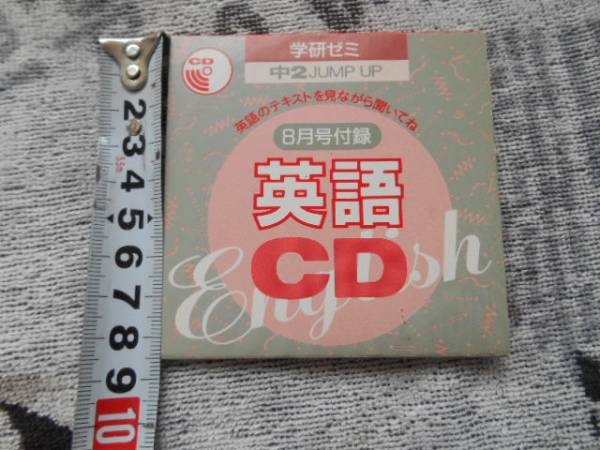 CD
学研ゼミ
中2 JUMP UP
英語のテキストを見ながら聞いてね
8月号付録
英語
CD
English
2
3
4
5.5m
5
6
7
8
9
10